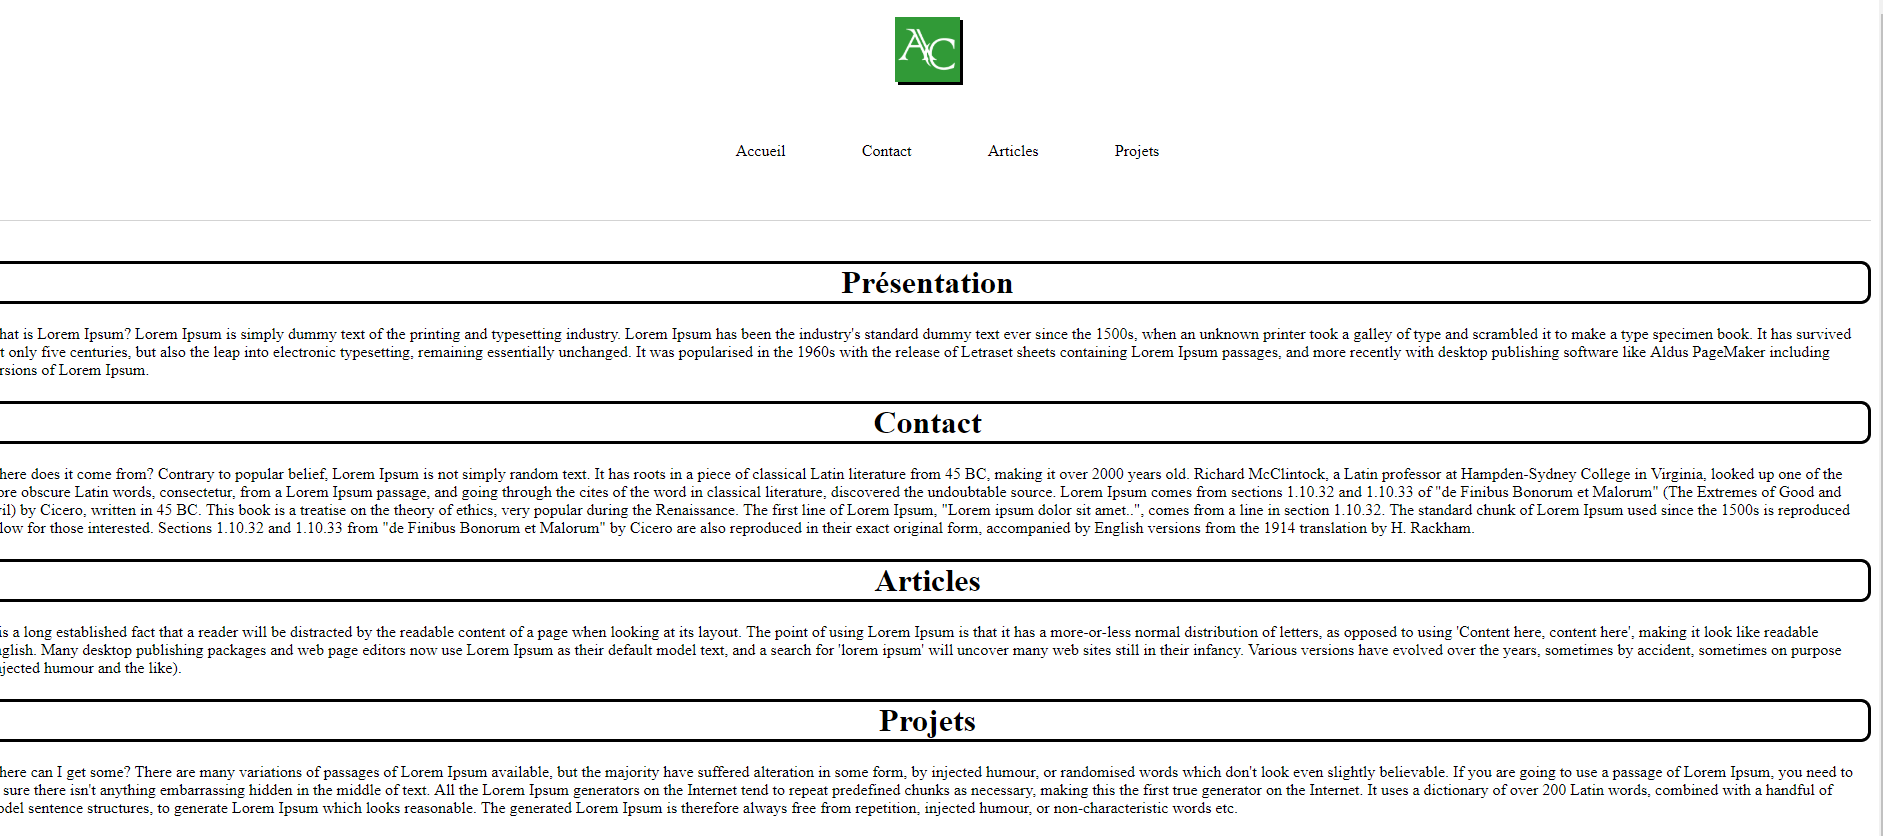 AC
Accueil Contact Articles Projets
Présentation
hat is Lorem Ipsum? Lorem Ipsum is simply dummy text of the printing and typesetting industry. Lorem Ipsum has been the industry's standard dummy text ever since the 1500s, when an unknown printer took a galley of type and scrambled it to make a type specimen book. It has survived
t only five centuries, but also the leap into electronic typesetting, remaining essentially unchanged. It was popularised in the 1960s with the release of Letraset sheets containing Lorem Ipsum passages, and more recently with desktop publishing software like Aldus PageMaker including
rsions of Lorem Ipsum.
Contact
here does it come from? Contrary to popular belief, Lorem Ipsum is not simply random text. It has roots in a piece of classical Latin literature from 45 BC, making it over 2000 years old. Richard McClintock, a Latin professor at Hampden-Sydney College in Virginia, looked up one of the
ore obscure Latin words, consectetur, from a Lorem Ipsum passage, and going through the cites of the word in classical literature, discovered the undoubtable source. Lorem Ipsum comes from sections 1.10.32 and 1.10.33 of "de Finibus Bonorum et Malorum" (The Extremes of Good and
ril) by Cicero, written in 45 BC. This book is a treatise on the theory of ethics, very popular during the Renaissance. The first line of Lorem Ipsum, "Lorem ipsum dolor sit amet..", comes from a line in section 1.10.32. The standard chunk of Lorem Ipsum used since the 1500s is reproduced
low for those interested. Sections 1.10.32 and 1.10.33 from "de Finibus Bonorum et Malorum" by Cicero are also reproduced in their exact original form, accompanied by English versions from the 1914 translation by H. Rackham.
Articles
is a long established fact that a reader will be distracted by the readable content of a page when looking at its layout. The point of using Lorem Ipsum is that it has a more-or-less normal distribution of letters, as opposed to using 'Content here, content here', making it look like readable
glish. Many desktop publishing packages and web page editors now use Lorem Ipsum as their default model text, and a search for 'lorem ipsum' will uncover many web sites still in their infancy. Various versions have evolved over the years, sometimes by accident, sometimes on purpose
jected humour and the like).
Projets
here can I get some? There are many variations of passages of Lorem Ipsum available, but the majority have suffered alteration in some form, by injected humour, or randomised words which don't look even slightly believable. If you are going to use a passage of Lorem Ipsum, you need to
sure there isn't anything embarrassing hidden in the middle of text. All the Lorem Ipsum generators on the Internet tend to repeat predefined chunks as necessary, making this the first true generator on the Internet. It uses a dictionary of over 200 Latin words, combined with a handful of
odel sentence structures, to generate Lorem Ipsum which looks reasonable. The generated Lorem Ipsum is therefore always free from repetition, injected humour, or non-characteristic words etc.